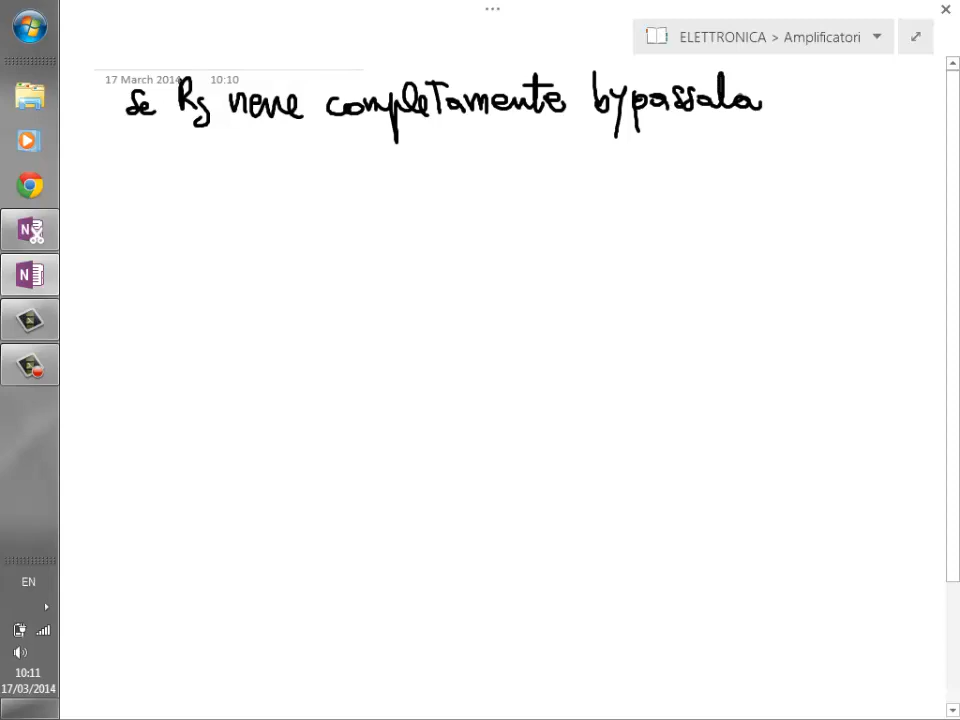 ELETTRONICA > Amplificatori
17 March 2014 10:10
Se Rs viene completamente bypassata
EN
10:11
17/03/2014